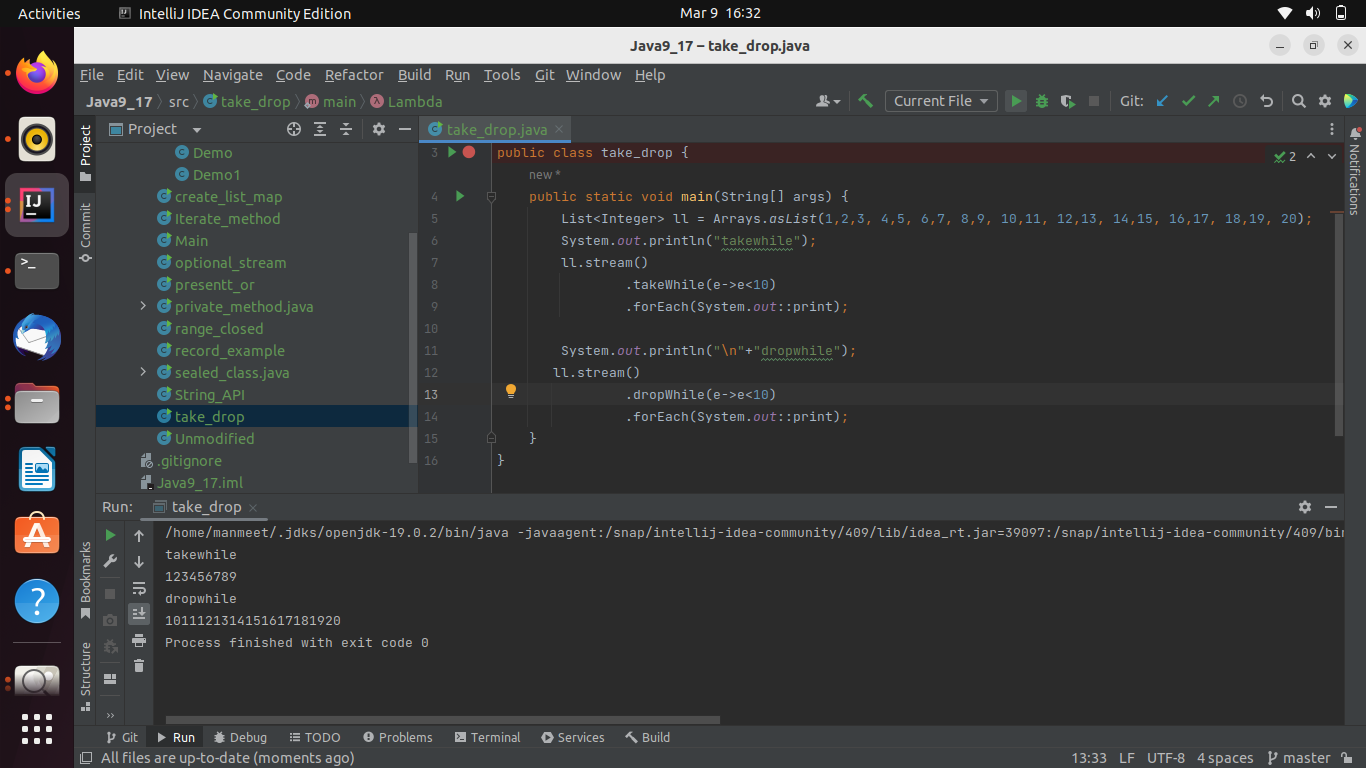 Activities IntelliJ IDEA Community Edition Mar 9 16:32
Java9_17 – take_drop.java
File Edit View Navigate Code Refactor Build Run Tools Git Window Help
Java9_17 src take_drop main Lambda Current File Git:
Project take_drop.java
Project
Commit
Bookmarks
Structure
Notifications
Demo
Demo1
create_list_map
Iterate_method
Main
optional_stream
presentt_or
private_method.java
range_closed
record_example
sealed_class.java
String_API
take_drop
Unmodified
.gitignore
Java9_17.iml
3 public class take_drop { 2
new *
4 public static void main(String[] args) {
5 List<Integer> ll = Arrays.asList(1,2,3, 4,5, 6,7, 8,9, 10,11, 12,13, 14,15, 16,17, 18,19, 20);
6 System.out.println("takewhile");
7 ll.stream()
8 .takeWhile(e->e<10)
9 .forEach(System.out::print);
10
11 System.out.println("\n"+"dropwhile");
12 ll.stream()
13 .dropWhile(e->e<10)
14 .forEach(System.out::print);
15 }
16 }
Run: take_drop
/home/manmeet/.jdks/openjdk-19.0.2/bin/java -javaagent:/snap/intellij-idea-community/409/lib/idea_rt.jar=39097:/snap/intellij-idea-community/409/bin
takewhile
123456789
dropwhile
1011121314151617181920
Process finished with exit code 0
Git Run Debug TODO Problems Terminal Services Build
All files are up-to-date (moments ago) 13:33 LF UTF-8 4 spaces master